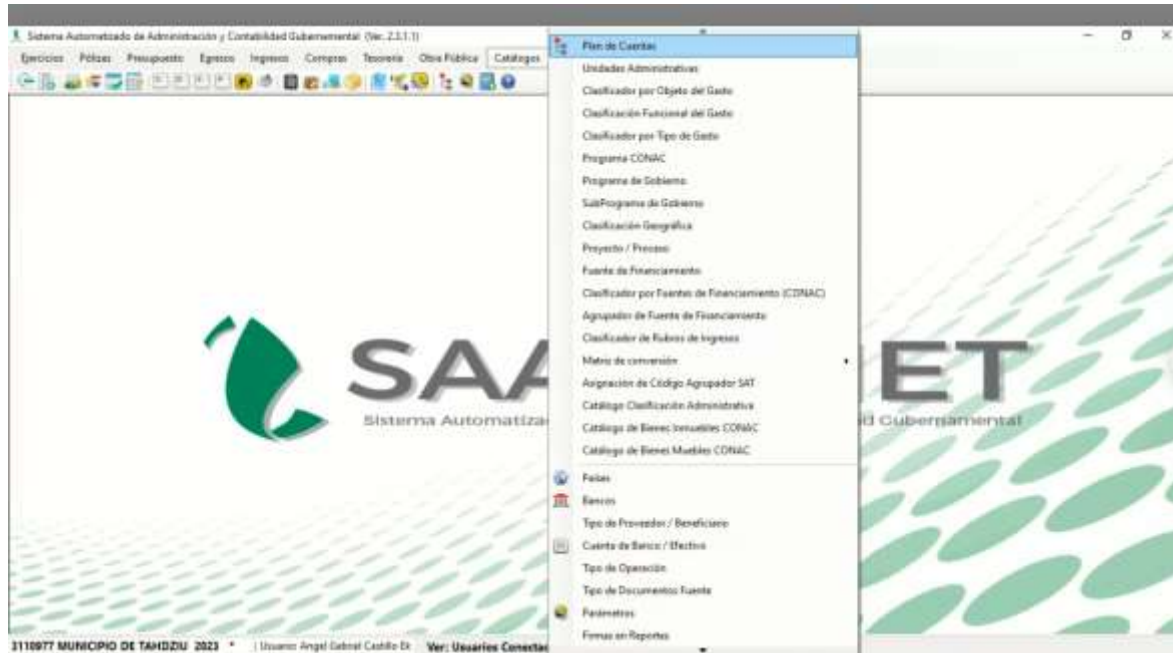 Sistema Automatizado de Administración y Contabilidad Gubernamental (Ver. 2.3.1.1)
Ejercicios Pólizas Presupuesto Egresos Ingresos Compras Tesorería Obra Pública Catálogos
Plan de Cuentas
Unidades Administrativas
Clasificador por Objeto del Gasto
Clasificación Funcional del Gasto
Clasificador por Tipo de Gasto
Programa CONAC
Programa de Gobierno
SubPrograma de Gobierno
Clasificación Geográfica
Proyecto / Proceso
Fuente de Financiamiento
Clasificador por Fuentes de Financiamiento (CONAC)
Agrupador de Fuente de Financiamiento
Clasificador de Rubros de Ingresos
Matriz de conversión
Asignación de Código Agrupador SAT
Catálogo Clasificación Administrativa
Catálogo de Bienes Inmuebles CONAC
Catálogo de Bienes Muebles CONAC
Países
Bancos
Tipo de Proveedor / Beneficiario
Cuenta de Banco / Efectivo
Tipo de Operación
Tipo de Documentos Fuente
Parámetros
Firmas en Reportes
SAA ET
Sistema Automatiza d Gubernamental
3110977 MUNICIPIO DE TAHDZIU 2023 * | Usuario: Angel Gabriel Castillo Ek Ver: Usuarios Conectad